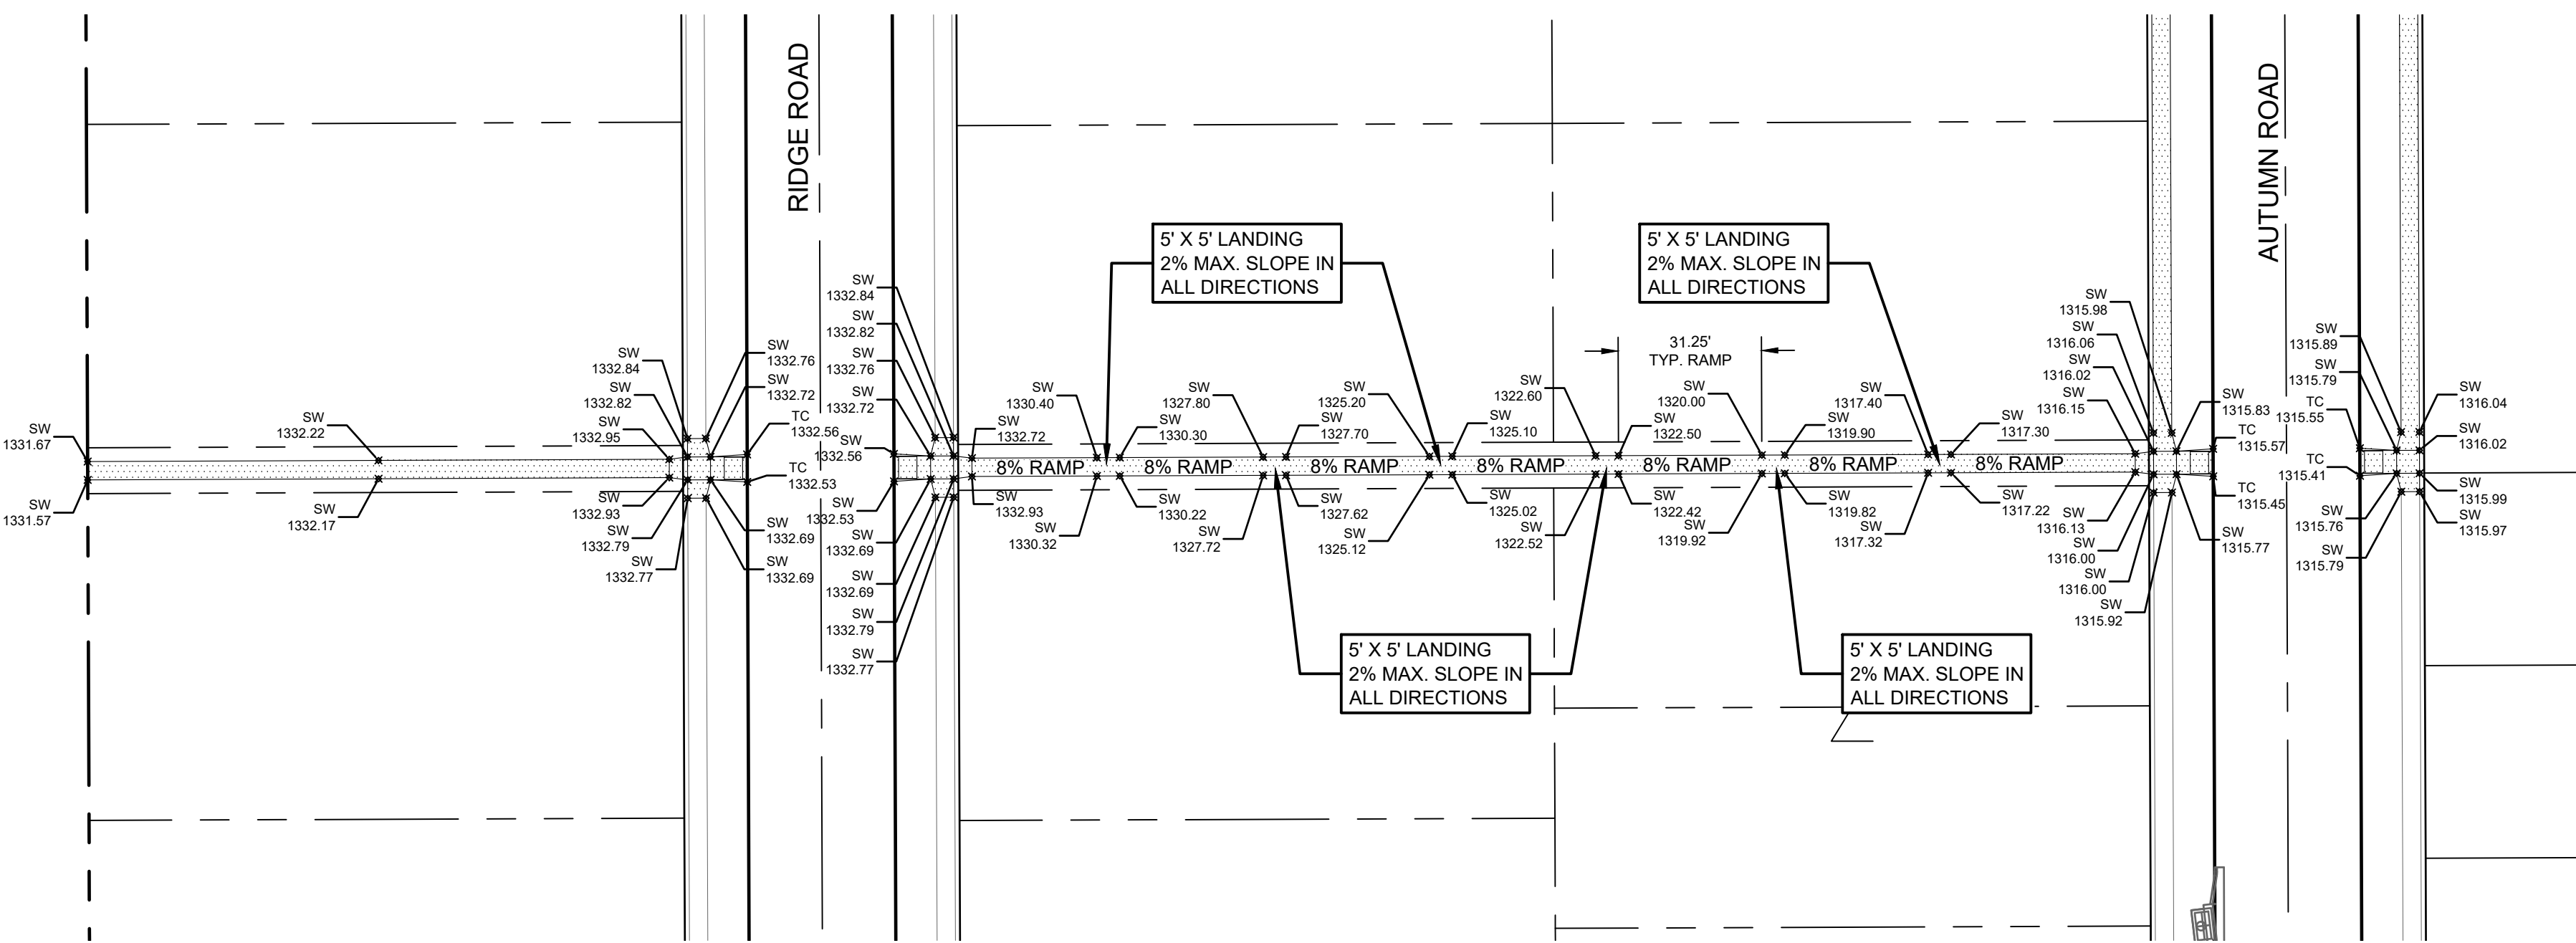 RIDGE ROAD
AUTUMN ROAD
5' X 5' LANDING
2% MAX. SLOPE IN
ALL DIRECTIONS
5' X 5' LANDING
2% MAX. SLOPE IN
ALL DIRECTIONS
5' X 5' LANDING
2% MAX. SLOPE IN
ALL DIRECTIONS
5' X 5' LANDING
2% MAX. SLOPE IN
ALL DIRECTIONS
31.25'
TYP. RAMP
SW
1331.67
SW
1331.57
SW
1332.22
SW
1332.17
SW
1332.84
SW
1332.82
SW
1332.95
SW
1332.93
SW
1332.79
SW
1332.77
SW
1332.76
SW
1332.72
TC
1332.56
TC
1332.53
SW
1332.69
SW
1332.69
SW
1332.84
SW
1332.82
SW
1332.76
SW
1332.72
SW
1332.56
SW
1332.53
SW
1332.69
SW
1332.69
SW
1332.79
SW
1332.77
SW
1332.72
SW
1332.93
8% RAMP
SW
1330.40
SW
1330.32
SW
1330.30
SW
1330.22
8% RAMP
SW
1327.80
SW
1327.72
SW
1327.70
SW
1327.62
8% RAMP
SW
1325.20
SW
1325.12
SW
1325.10
SW
1325.02
8% RAMP
SW
1322.60
SW
1322.52
SW
1322.50
SW
1322.42
8% RAMP
SW
1320.00
SW
1319.92
SW
1319.90
SW
1319.82
8% RAMP
SW
1317.40
SW
1317.32
SW
1317.30
SW
1317.22
8% RAMP
SW
1315.98
SW
1316.06
SW
1316.02
SW
1316.15
SW
1316.13
SW
1316.00
SW
1316.00
SW
1315.92
SW
1315.83
TC
1315.57
TC
1315.45
SW
1315.77
SW
1315.89
SW
1315.79
TC
1315.55
TC
1315.41
SW
1315.76
SW
1315.79
SW
1316.04
SW
1316.02
SW
1315.99
SW
1315.97